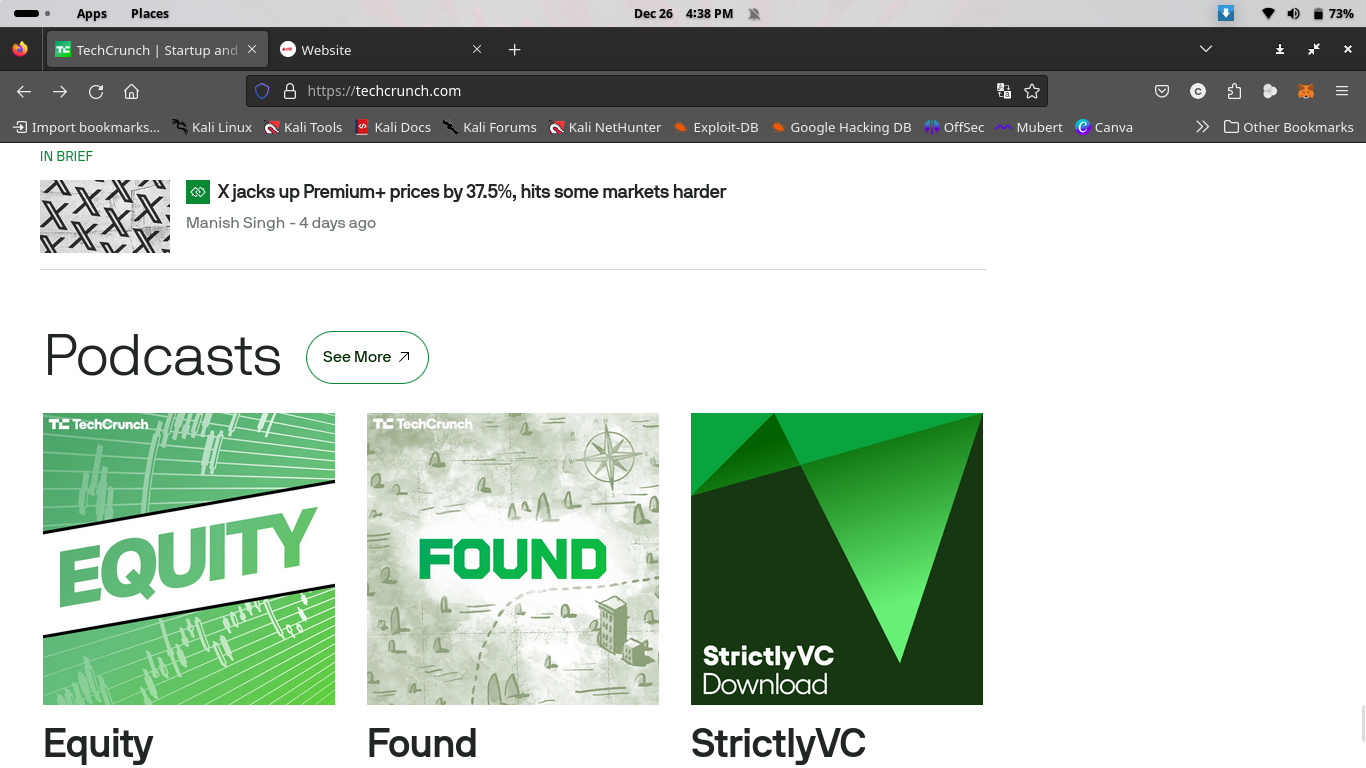 Apps Places Dec 26 4:38 PM 73%
TechCrunch | Startup and Website
https://techcrunch.com
Import bookmarks... Kali Linux Kali Tools Kali Docs Kali Forums Kali NetHunter Exploit-DB Google Hacking DB OffSec Mubert Canva Other Bookmarks
IN BRIEF
X jacks up Premium+ prices by 37.5%, hits some markets harder
Manish Singh - 4 days ago
Podcasts See More
TC TechCrunch
EQUITY
TC TechCrunch
N
FOUND
StrictlyVC
Download
Equity Found StrictlyVC